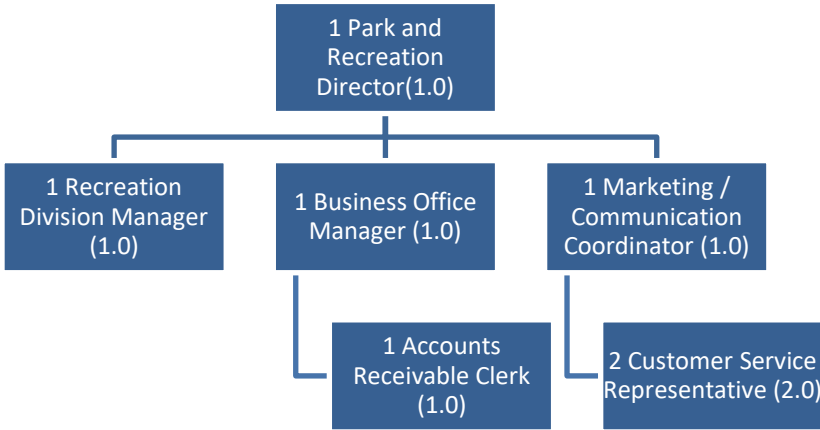 1 Park and
Recreation
Director(1.0)
1 Recreation
Division Manager
(1.0)
1 Business Office
Manager (1.0)
1 Marketing /
Communication
Coordinator (1.0)
1 Accounts
Receivable Clerk
(1.0)
2 Customer Service
Representative (2.0)